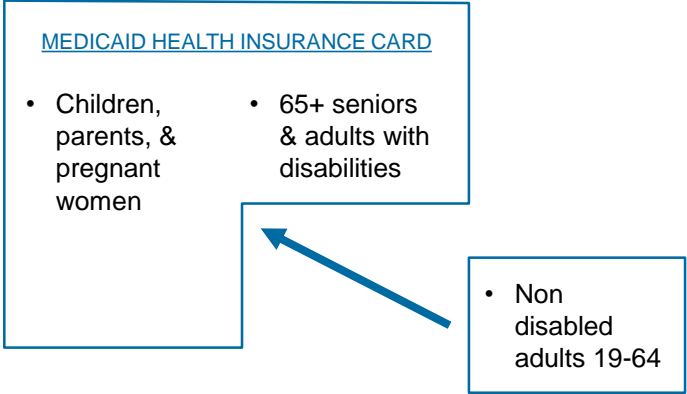 MEDICAID HEALTH INSURANCE CARD
• Children,
parents, &
pregnant
women
• 65+ seniors
& adults with
disabilities
• Non
disabled
adults 19-64